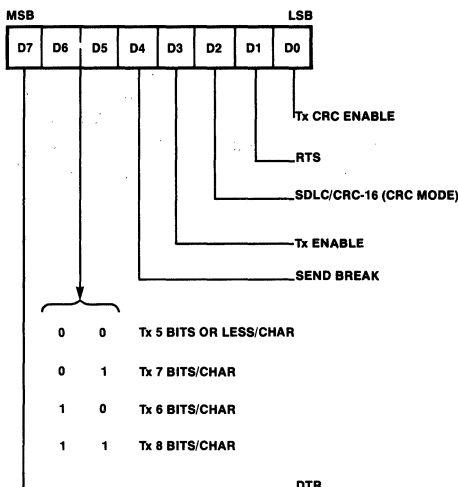 MSB LSB
D7 D6 D5 D4 D3 D2 D1 D0
Tx CRC ENABLE
RTS
SDLC/CRC-16 (CRC MODE)
Tx ENABLE
SEND BREAK
0 0 Tx 5 BITS OR LESS/CHAR
0 1 Tx 7 BITS/CHAR
1 0 Tx 6 BITS/CHAR
1 1 Tx 8 BITS/CHAR
DTR